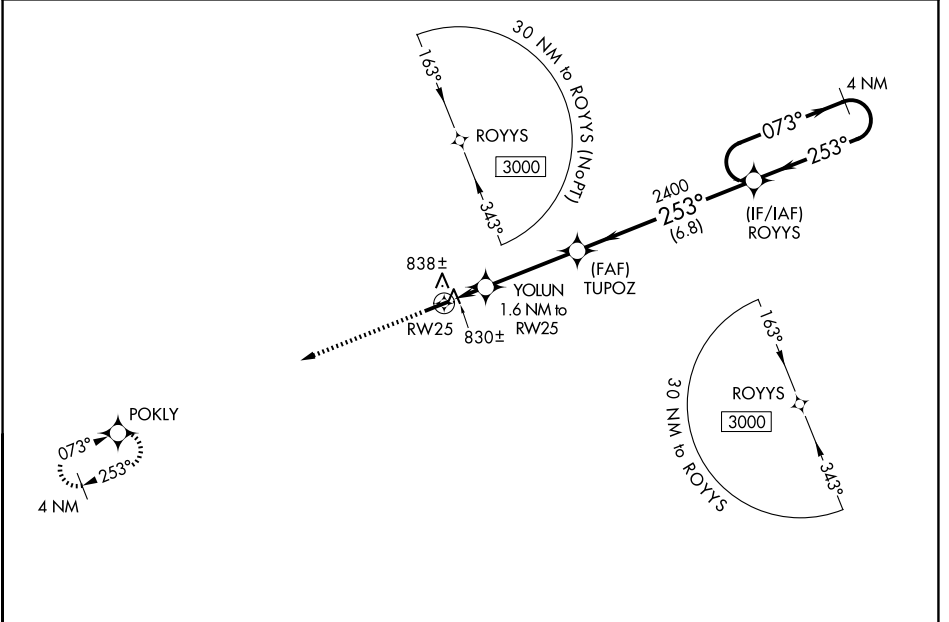 30 NM to ROYYS (NoPT)
163°
ROYYS
3000
343°
4 NM
073°
253°
2400
253°
(6.8)
(IF/IAF)
ROYYS
(FAF)
TUPOZ
838±
YOLUN
1.6 NM to
RW25
RW25
830±
163°
ROYYS
3000
30 NM to ROYYS
343°
POKLY
073°
253°
4 NM